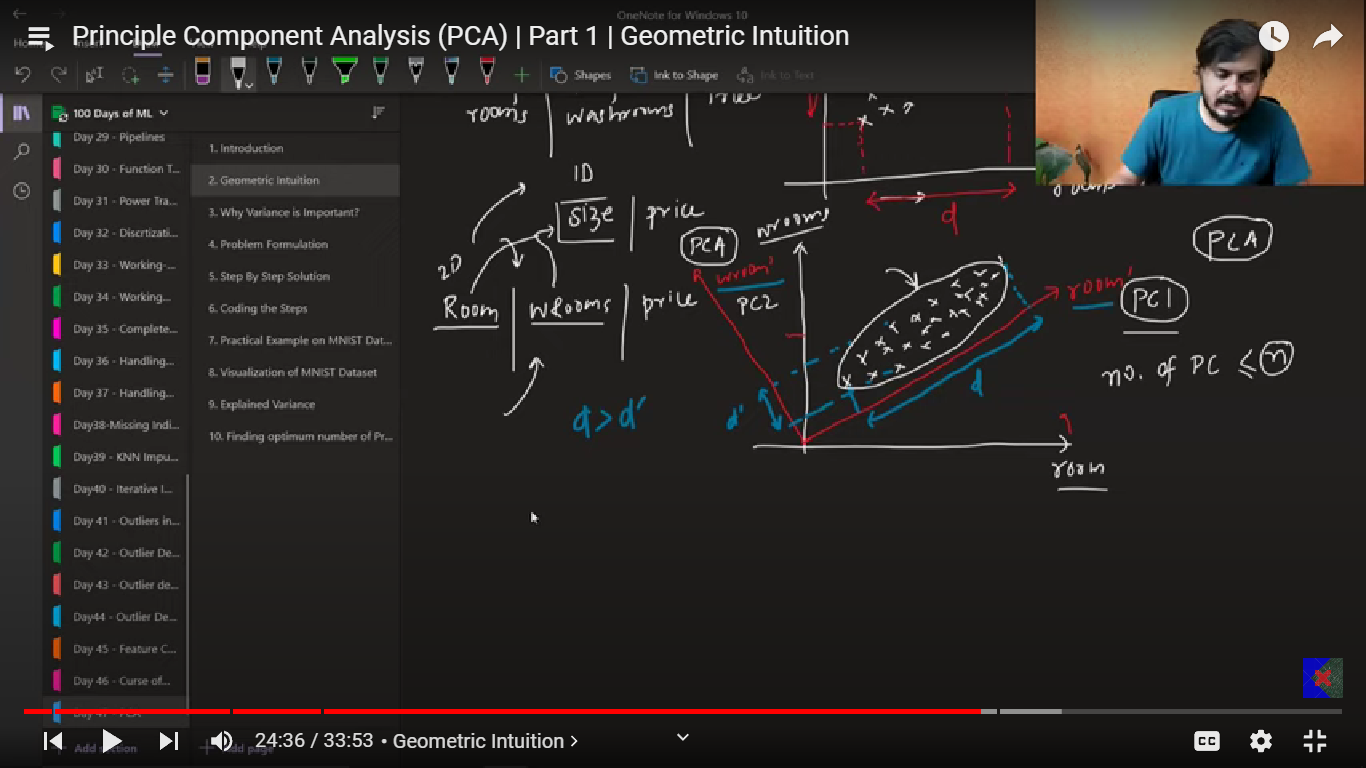 OneNote for Windows 10
Principle Component Analysis (PCA) | Part 1 | Geometric Intuition
Shapes
Ink to Shape
Ink to Text
100 Days of ML
Day 29 - Pipelines
Day 30 - Function T...
Day 31 - Power Tra...
Day 32 - Discrtizati...
Day 33 - Working-...
Day 34 - Working...
Day 35 - Complete...
Day 36 - Handling...
Day 37 - Handling...
Day38-Missing Indi...
Day39 - KNN Impu...
Day40 - Iterative I...
Day 41 - Outliers in...
Day 42 - Outlier De...
Day 43 - Outlier de...
Day44 - Outlier De...
Day 45 - Feature C...
Day 46 - Curse of...
Day 47 - PCA
Add section
Add page
1. Introduction
2. Geometric Intuition
3. Why Variance is Important?
4. Problem Formulation
5. Step By Step Solution
6. Coding the Steps
7. Practical Example on MNIST Dat...
8. Visualization of MNIST Dataset
9. Explained Variance
10. Finding optimum number of Pr...
rooms washrooms Price
1D
Size price
2D
Room WRooms price
d > d'
d
PCA
wrooms
wroom'
PC2
PCA
room'
PC1
no. of PC ≤ n
d
d'
room
24:36 / 33:53 • Geometric Intuition >
CC